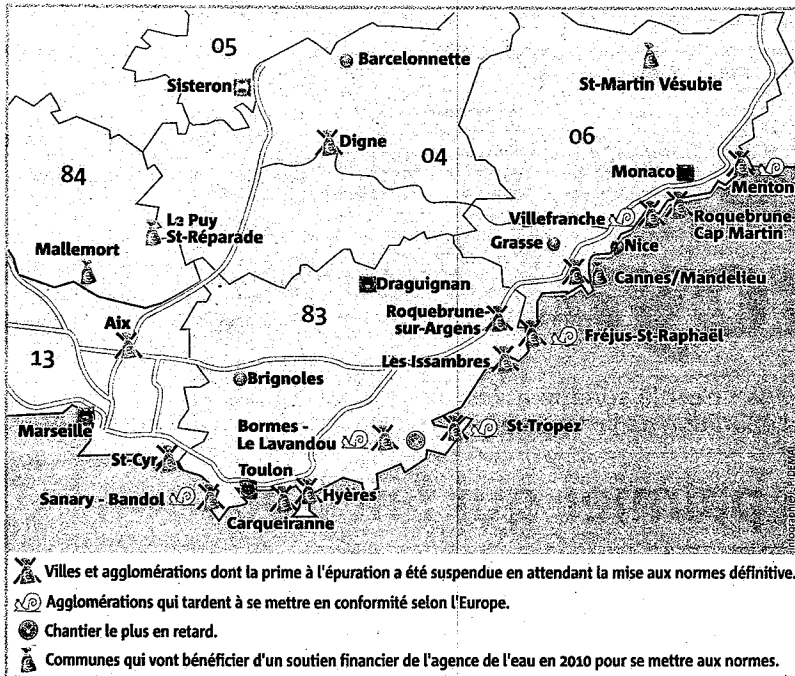 05
Barcelonnette
Sisteron
St-Martin Vésubie
Digne
04
06
84
Monaco
Menton
Le Puy
St-Réparade
Villefranche
Roquebrune
Cap Martin
Mallemort
Grasse
Nice
Cannes/Mandelieu
Draguignan
83
Roquebrune-
sur-Argens
Aix
Fréjus-St-Raphaël
13
Les Issambres
Brignoles
Marseille
Bormes -
Le Lavandou
St-Tropez
St-Cyr
Toulon
Sanary - Bandol
Hyères
Carqueiranne
Villes et agglomérations dont la prime à l'épuration a été suspendue en attendant la mise aux normes définitive.
Agglomérations qui tardent à se mettre en conformité selon l'Europe.
Chantier le plus en retard.
Communes qui vont bénéficier d'un soutien financier de l'agence de l'eau en 2010 pour se mettre aux normes.